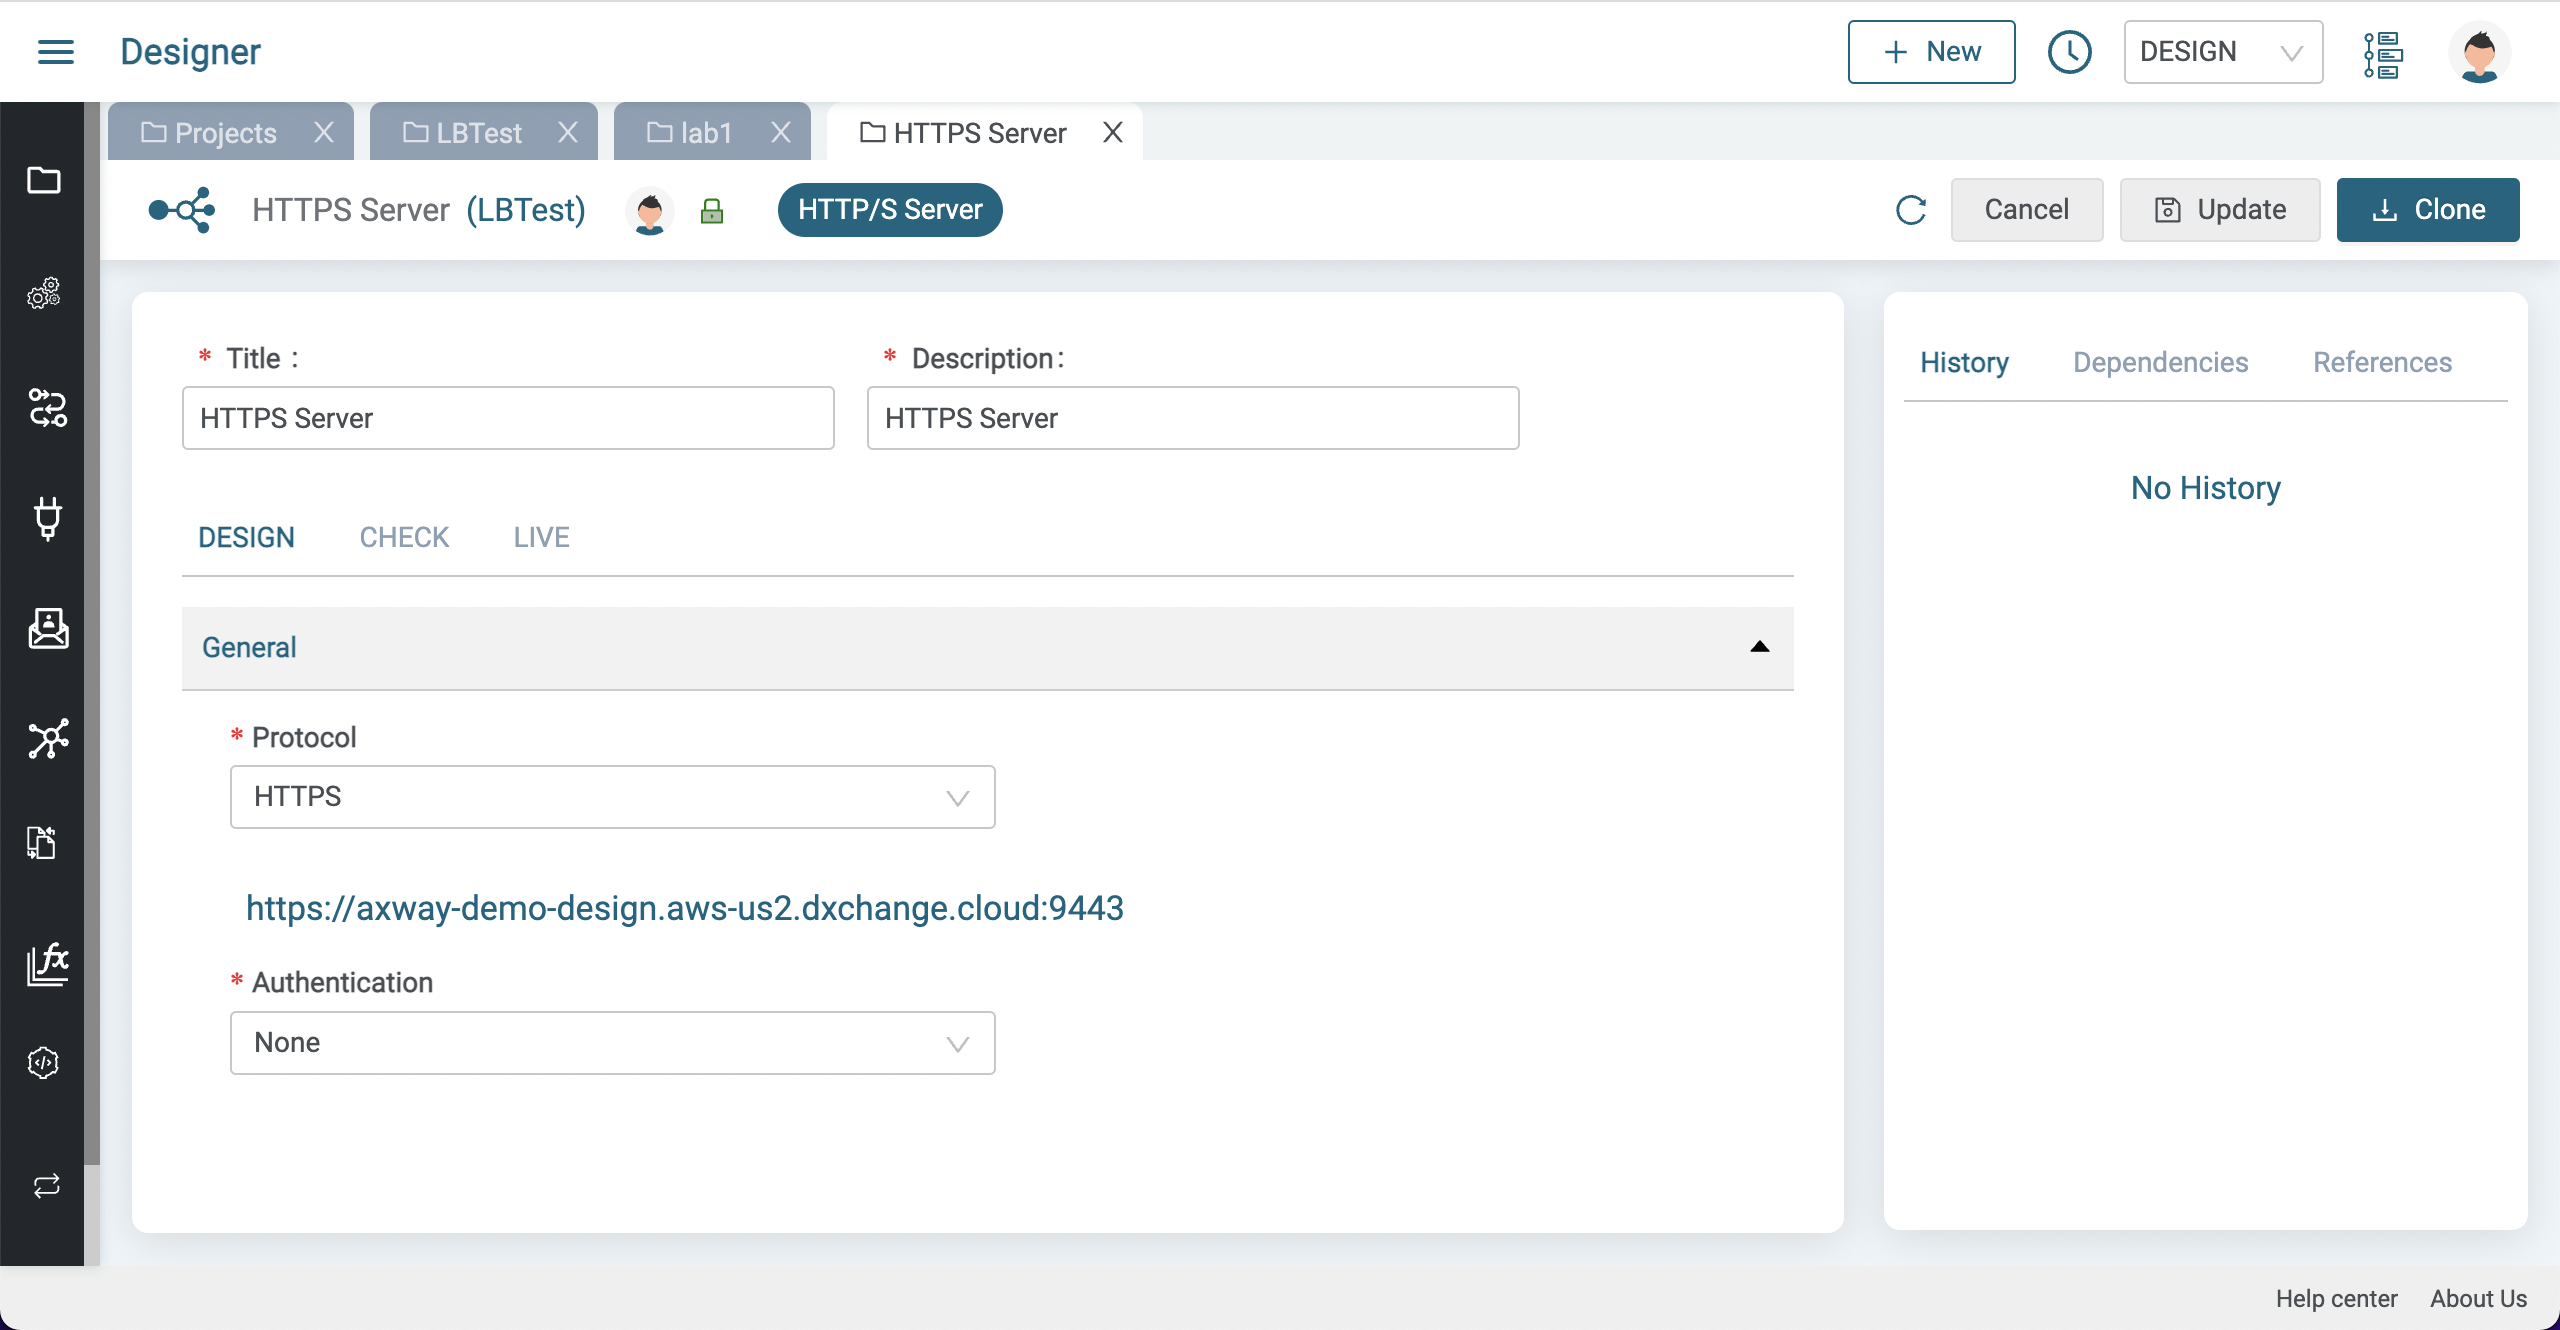 Designer
New
DESIGN
Projects
LBTest
lab1
HTTPS Server
HTTPS Server (LBTest)
HTTP/S Server
Cancel
Update
Clone
* Title :
* Description :
HTTPS Server
HTTPS Server
DESIGN
CHECK
LIVE
General
* Protocol
HTTPS
https://axway-demo-design.aws-us2.dxchange.cloud:9443
* Authentication
None
History
Dependencies
References
No History
Help center
About Us